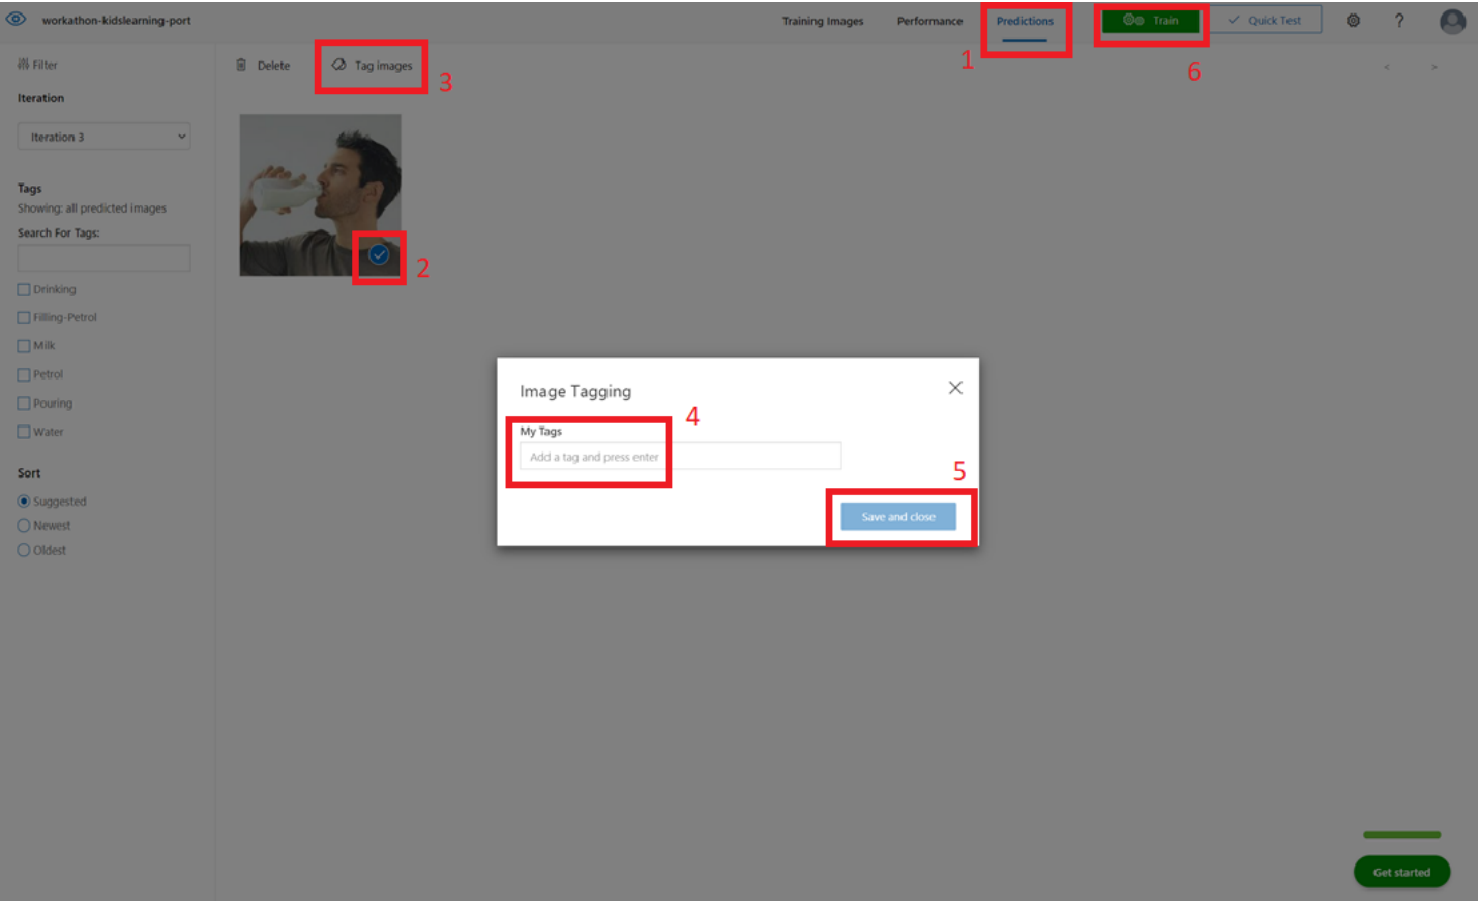 workathon-kidslearning-port
Training Images
Performance
Predictions
Train
Quick Test
?
1
6
Filter
Delete
Tag images
3
<
>
Iteration
Iteration 3
Tags
Showing: all predicted images
Search For Tags:
2
Drinking
Filling-Petrol
Milk
Petrol
Pouring
Water
Sort
Suggested
Newest
Oldest
Image Tagging
4
My Tags
Add a tag and press enter
5
Save and close
Get started